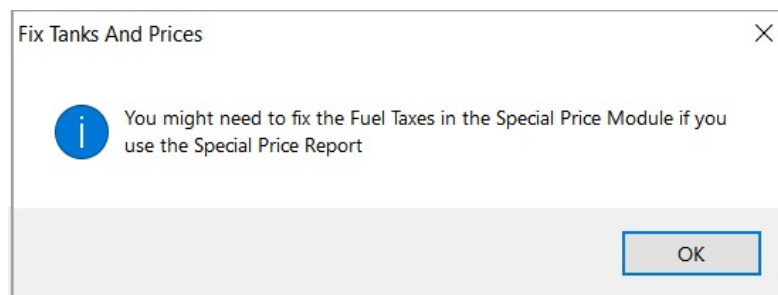 Fix Tanks And Prices
You might need to fix the Fuel Taxes in the Special Price Module if you
use the Special Price Report
OK